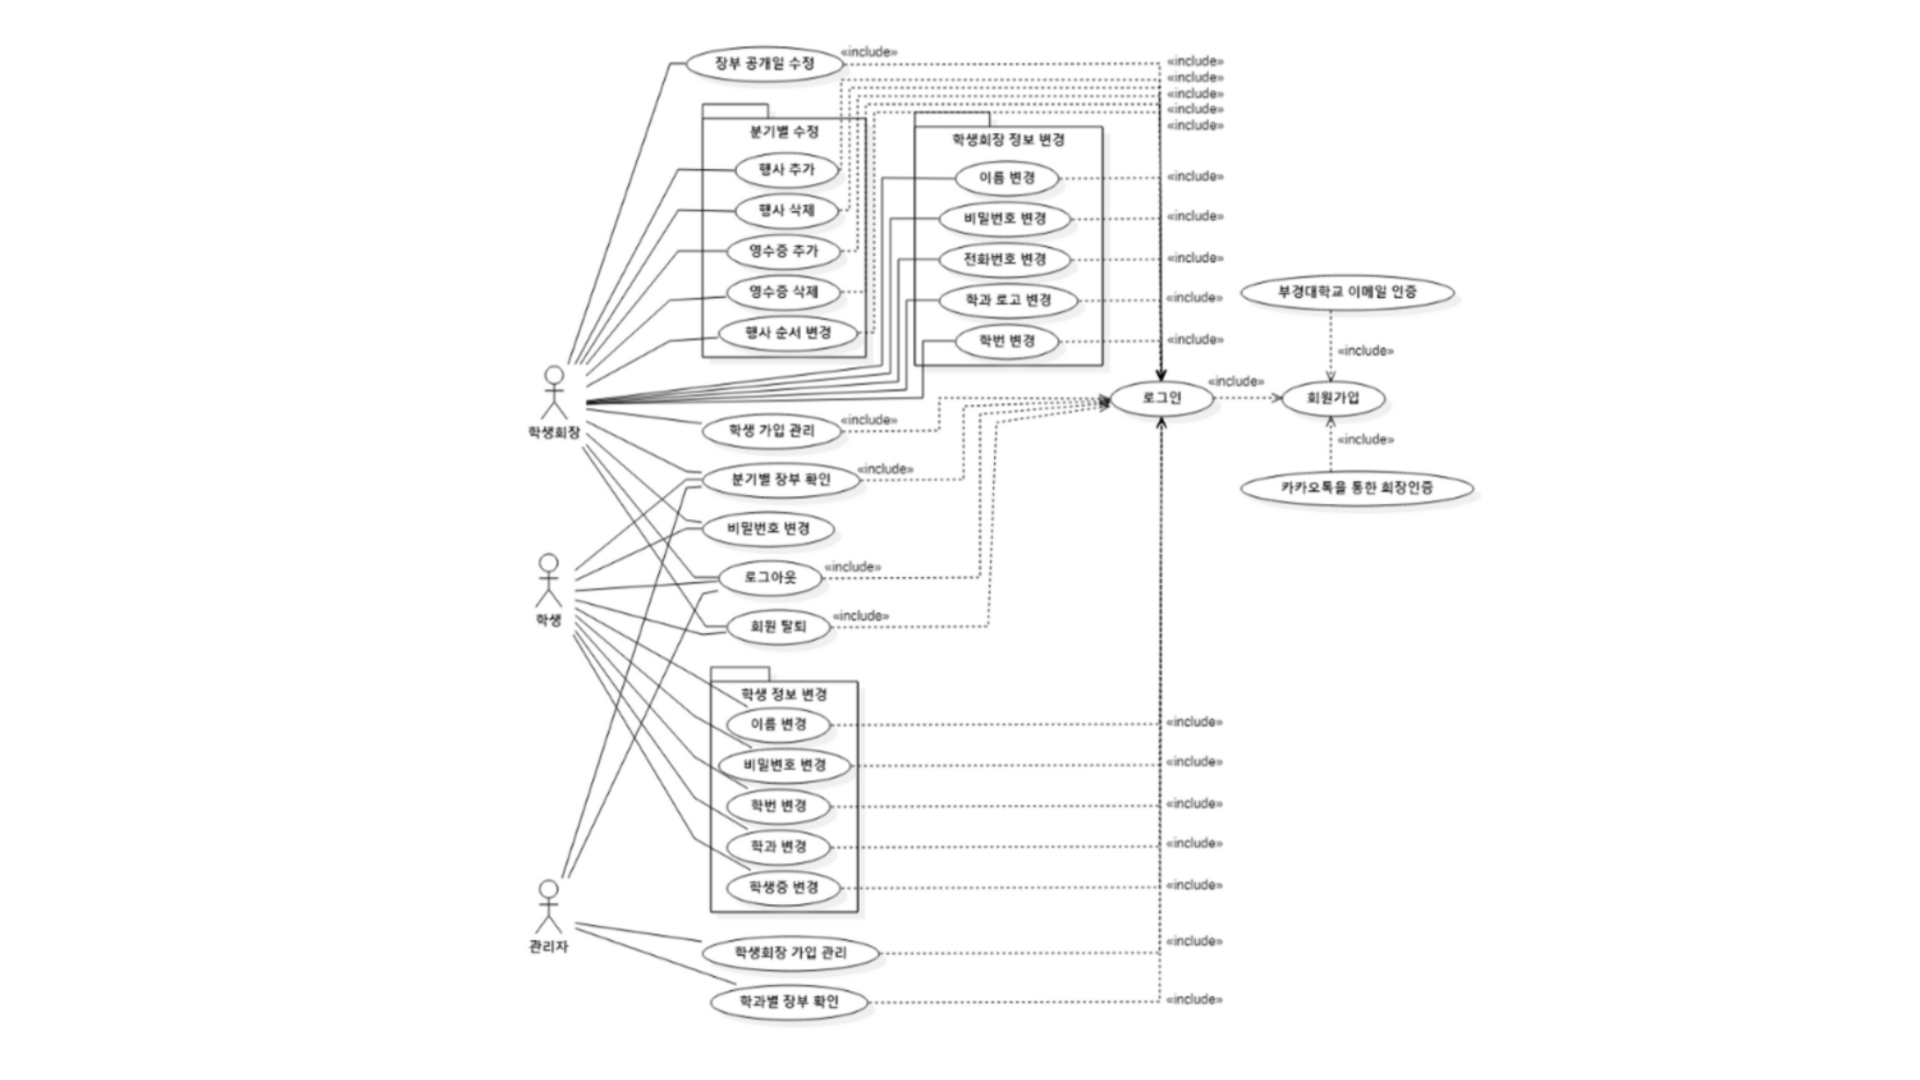 장부 공개일 수정
«include»
«include»
«include»
«include»
«include»
«include»
분기별 수정
행사 추가
행사 삭제
영수증 추가
영수증 삭제
행사 순서 변경
학생회장 정보 변경
이름 변경
«include»
비밀번호 변경
«include»
전화번호 변경
«include»
학과 로고 변경
«include»
학번 변경
«include»
부경대학교 이메일 인증
«include»
학생회장
로그인
«include»
회원가입
«include»
카카오톡을 통한 회장인증
학생 가입 관리
«include»
분기별 장부 확인
«include»
비밀번호 변경
로그아웃
«include»
회원 탈퇴
«include»
학생
학생 정보 변경
이름 변경
«include»
비밀번호 변경
«include»
학번 변경
«include»
학과 변경
«include»
학생증 변경
«include»
관리자
학생회장 가입 관리
«include»
학과별 장부 확인
«include»